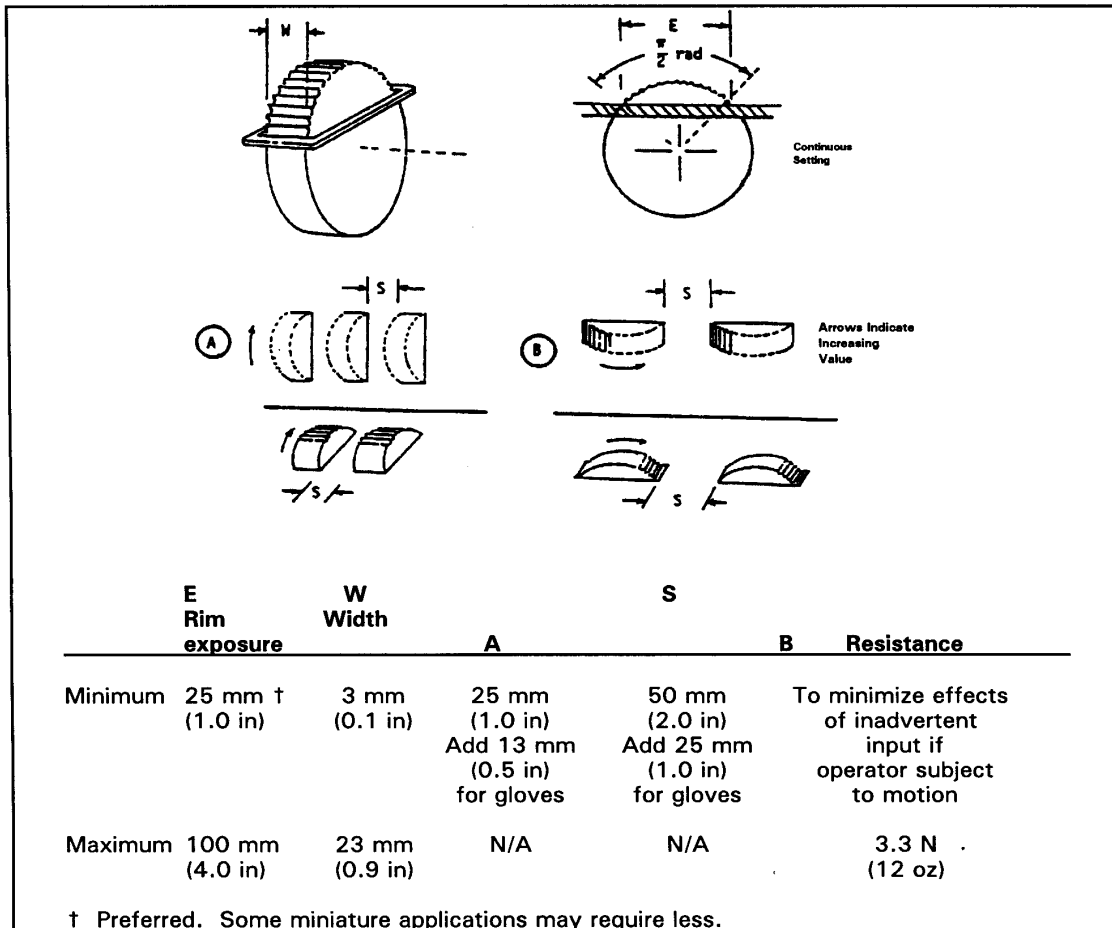 W
E
π/2 rad
Continuous
Setting
S
S
A
B
Arrows Indicate
Increasing
Value
S
S
E W S
Rim Width
exposure A B Resistance
Minimum 25 mm † 3 mm 25 mm 50 mm To minimize effects
(1.0 in) (0.1 in) (1.0 in) (2.0 in) of inadvertent
Add 13 mm Add 25 mm input if
(0.5 in) (1.0 in) operator subject
for gloves for gloves to motion
Maximum 100 mm 23 mm N/A N/A 3.3 N
(4.0 in) (0.9 in) (12 oz)
† Preferred. Some miniature applications may require less.